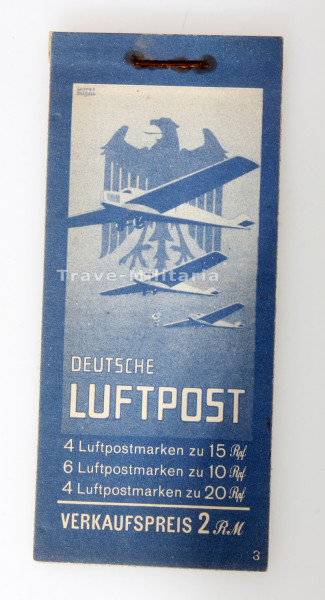 Trave-Militaria
DEUTSCHE
LUFTPOST
4 Luftpostmarken zu 15 Rpf.
6 Luftpostmarken zu 10 Rpf.
4 Luftpostmarken zu 20 Rpf.
VERKAUFSPREIS 2 RM
3